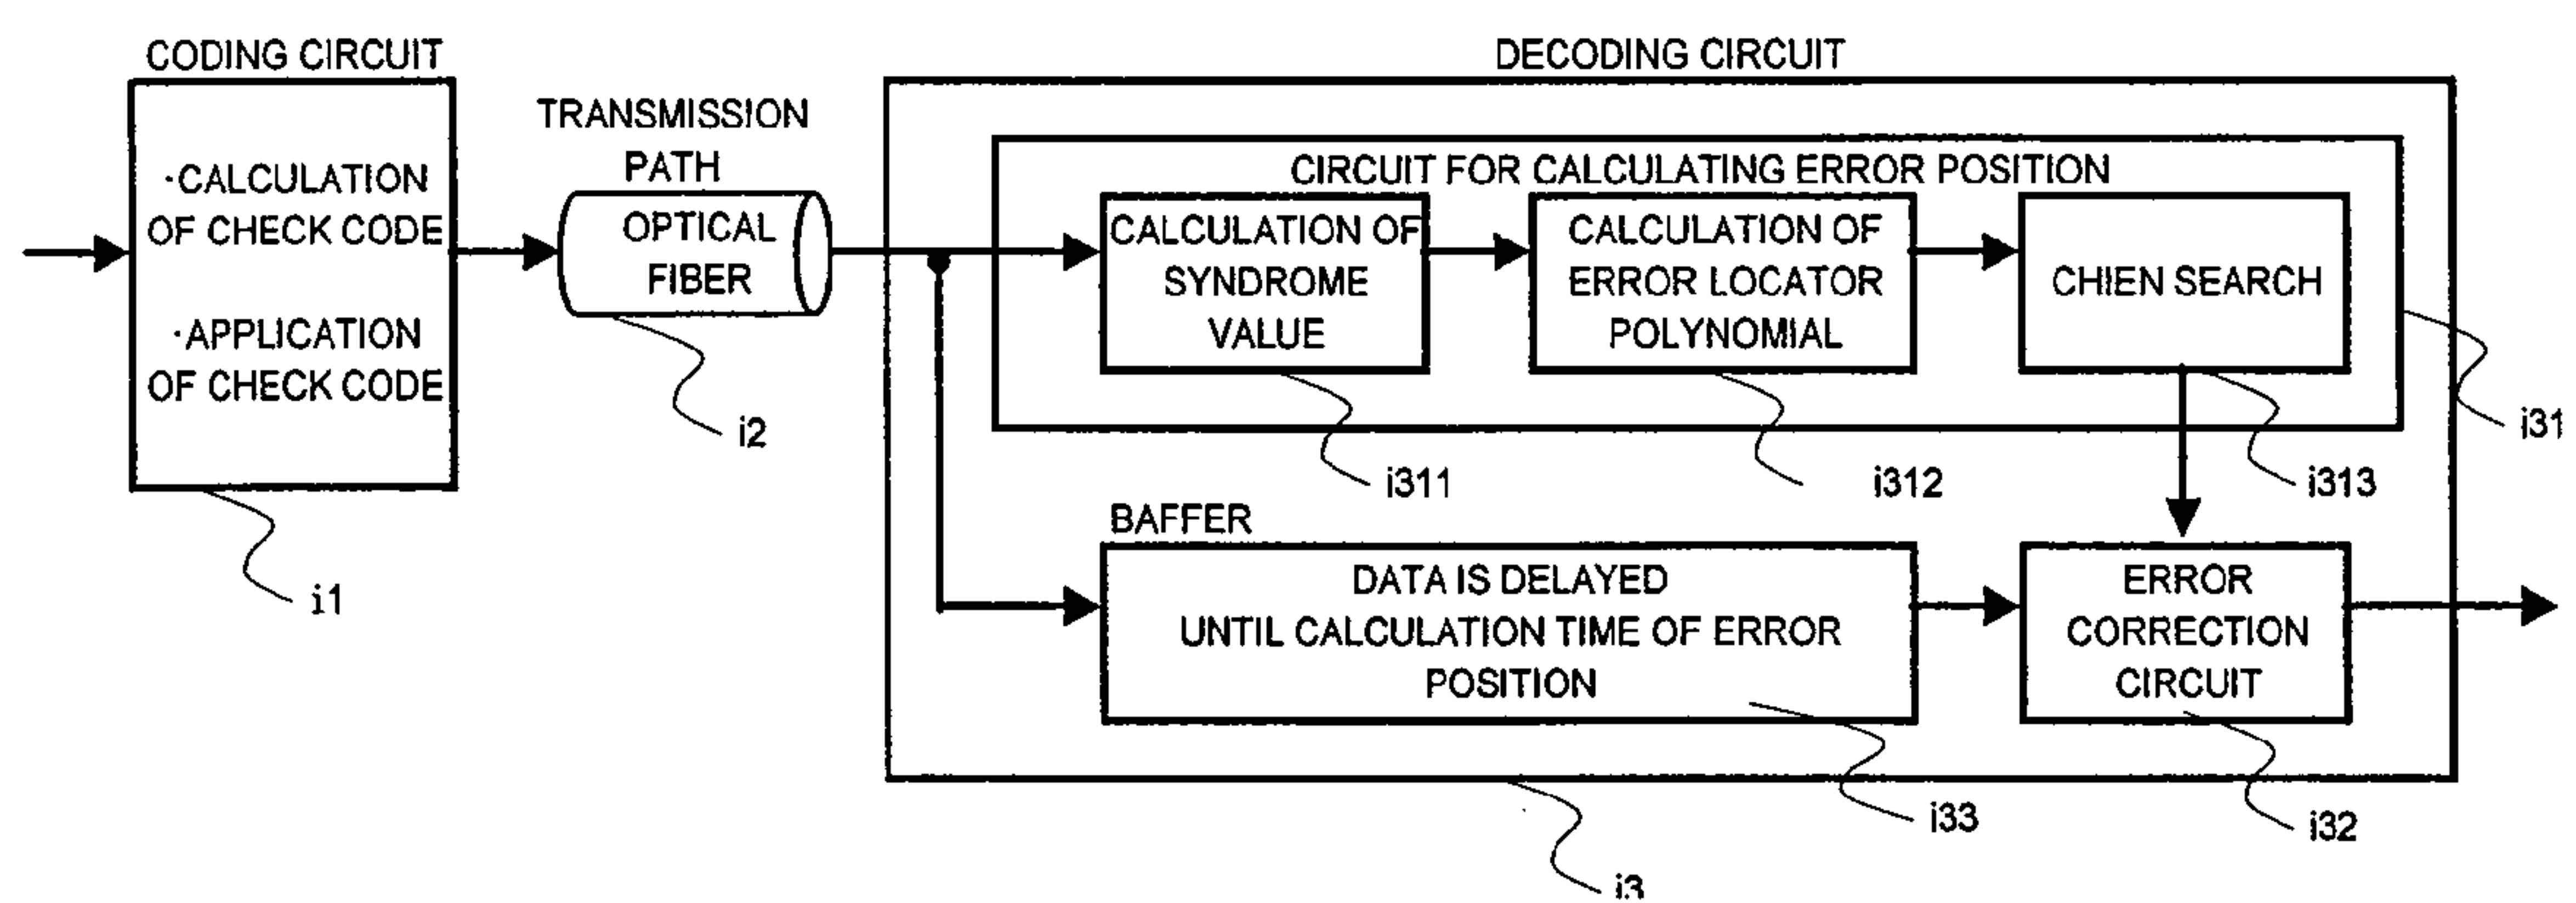 CODING CIRCUIT
·CALCULATION
OF CHECK CODE
·APPLICATION
OF CHECK CODE
i1
TRANSMISSION
PATH
OPTICAL
FIBER
i2
DECODING CIRCUIT
CIRCUIT FOR CALCULATING ERROR POSITION
CALCULATION OF
SYNDROME
VALUE
i311
CALCULATION OF
ERROR LOCATOR
POLYNOMIAL
i312
CHIEN SEARCH
i313
i31
BAFFER
DATA IS DELAYED
UNTIL CALCULATION TIME OF ERROR
POSITION
i33
ERROR
CORRECTION
CIRCUIT
i32
i3